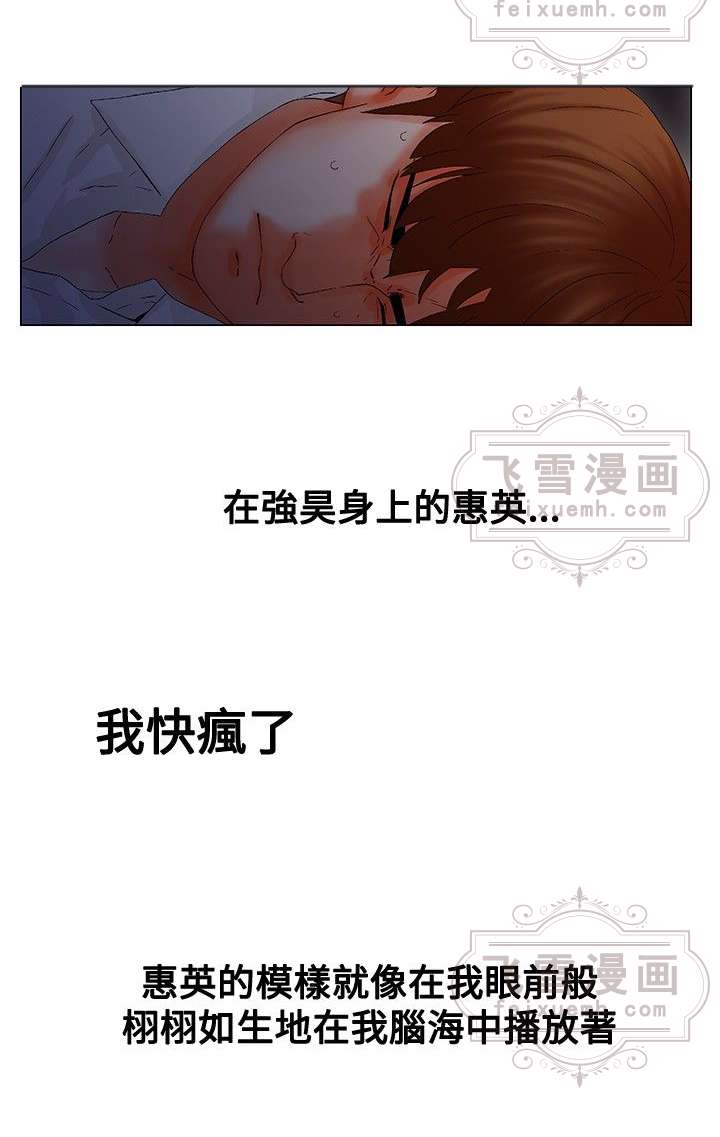 feixuemh.com
在強昊身上的惠英...
飞雪漫画
feixuemh.com
我快瘋了
惠英的模樣就像在我眼前般
栩栩如生地在我腦海中播放著
飞雪漫画
feixuemh.com